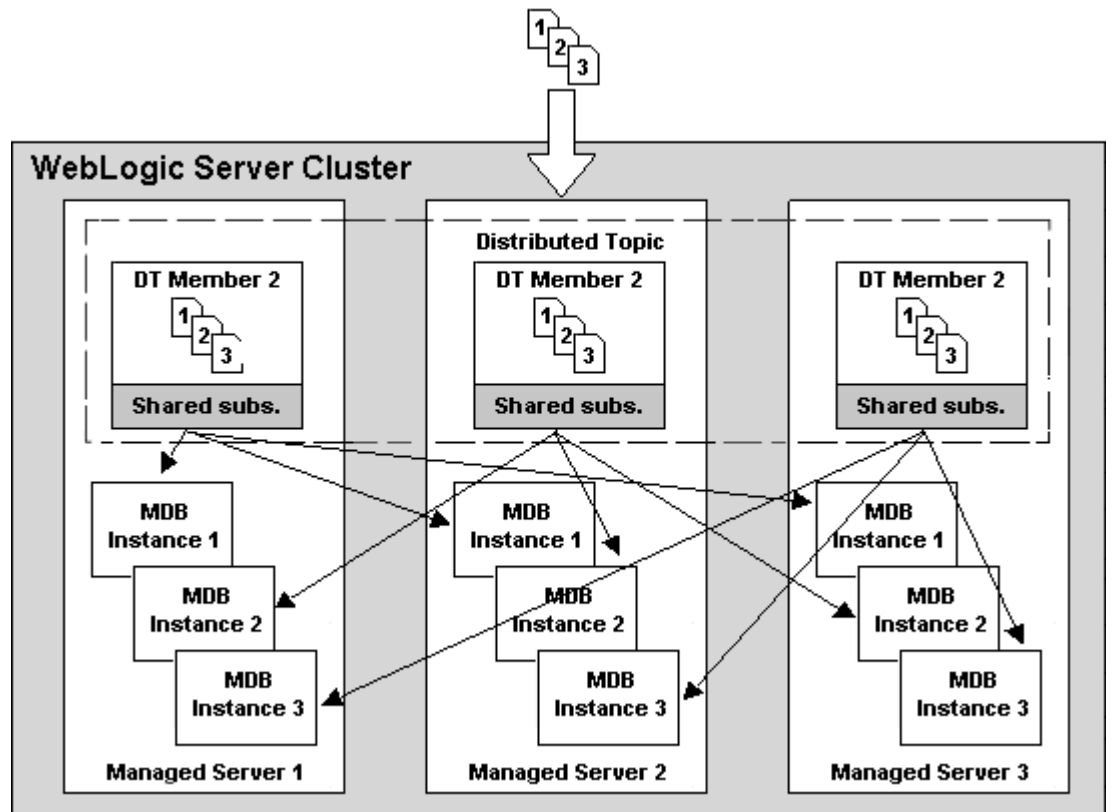 1
2
3
WebLogic Server Cluster
Distributed Topic
DT Member 2
1
2
3
Shared subs.
DT Member 2
1
2
3
Shared subs.
DT Member 2
1
2
3
Shared subs.
MDB
Instance 1
MDB
Instance 2
MDB
Instance 3
Managed Server 1
MDB
Instance 1
MDB
Instance 2
MDB
Instance 3
Managed Server 2
MDB
Instance 1
MDB
Instance 2
MDB
Instance 3
Managed Server 3